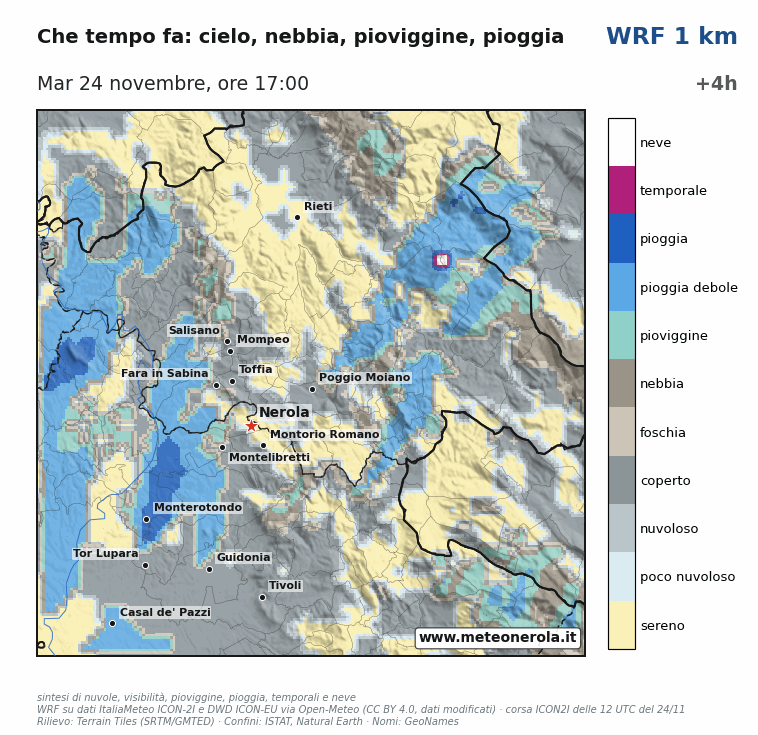 Che tempo fa: cielo, nebbia, pioviggine, pioggia
WRF 1 km
Mar 24 novembre, ore 17:00
+4h
neve
temporale
pioggia
pioggia debole
pioviggine
nebbia
foschia
coperto
nuvoloso
poco nuvoloso
sereno
Rieti
Salisano
Mompeo
Fara in Sabina
Toffia
Poggio Moiano
Nerola
Montorio Romano
Montelibretti
Monterotondo
Tor Lupara
Guidonia
Tivoli
Casal de' Pazzi
www.meteonerola.it
sintesi di nuvole, visibilità, pioviggine, pioggia, temporali e neve
WRF su dati ItaliaMeteo ICON-2I e DWD ICON-EU via Open-Meteo (CC BY 4.0, dati modificati) · corsa ICON2I delle 12 UTC del 24/11
Rilievo: Terrain Tiles (SRTM/GMTED) · Confini: ISTAT, Natural Earth · Nomi: GeoNames